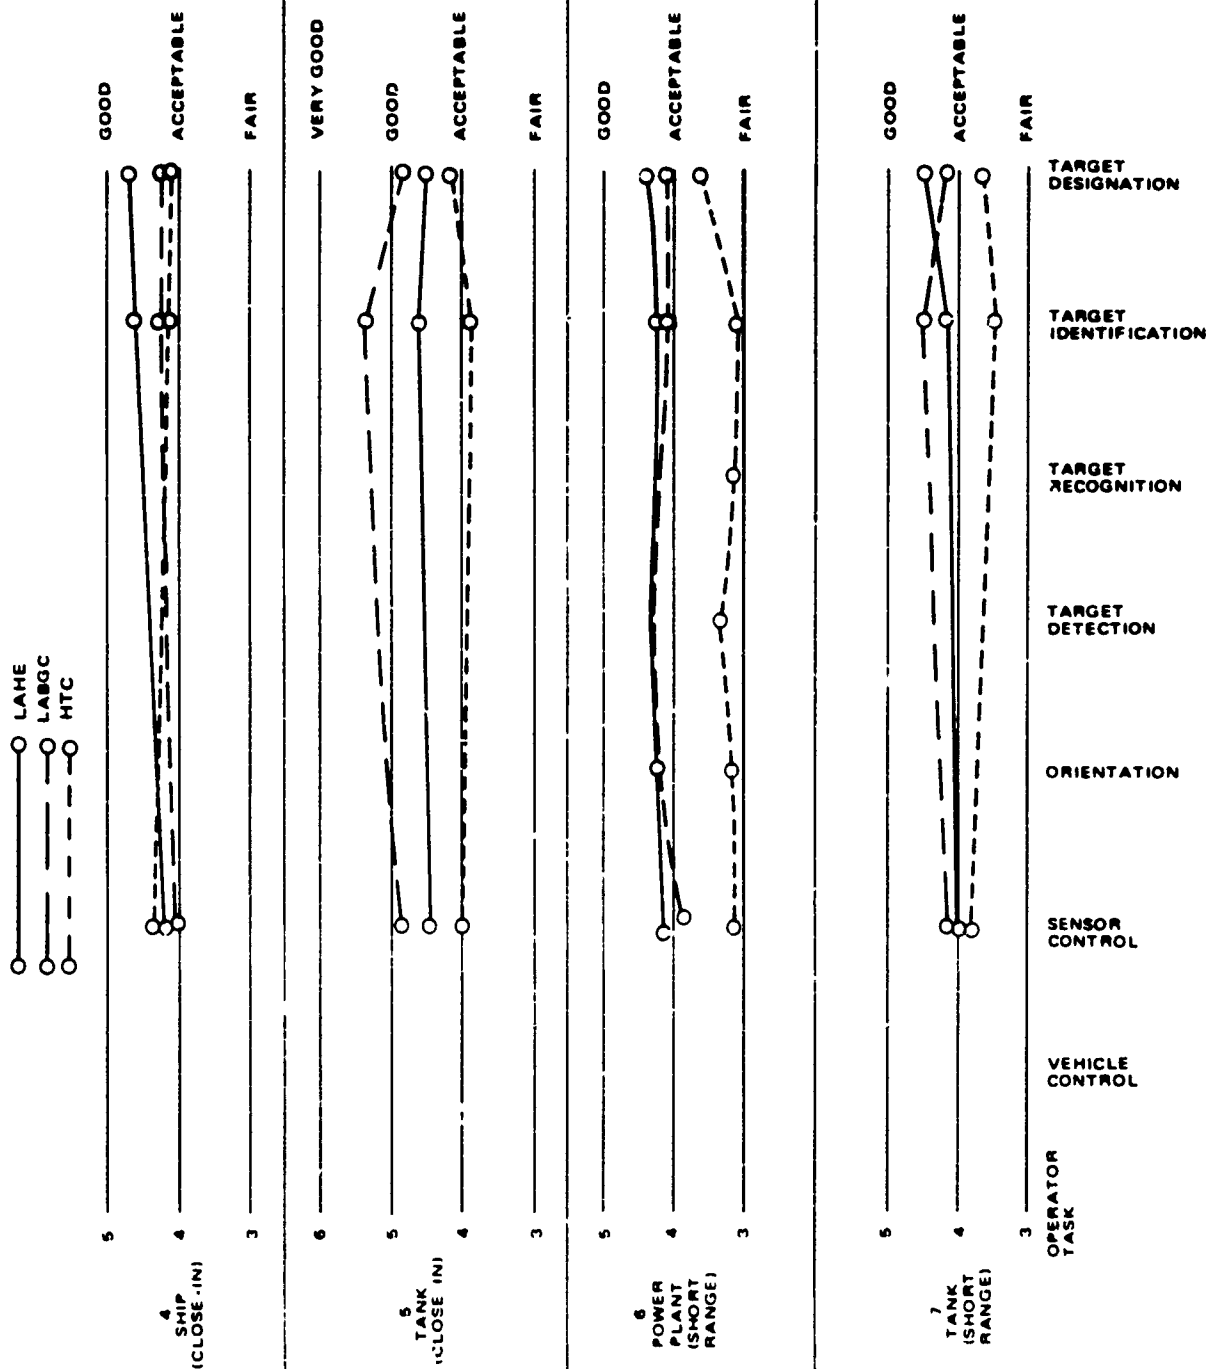 LAHE
LABGC
HTC
GOOD
ACCEPTABLE
FAIR
5
4
3
4
SHIP
(CLOSE-IN)
VERY GOOD
GOOD
ACCEPTABLE
FAIR
6
5
4
3
5
TANK
(CLOSE IN)
GOOD
ACCEPTABLE
FAIR
5
4
3
6
POWER
PLANT
(SHORT
RANGE)
GOOD
ACCEPTABLE
FAIR
5
4
3
7
TANK
(SHORT
RANGE)
TARGET
DESIGNATION
TARGET
IDENTIFICATION
TARGET
RECOGNITION
TARGET
DETECTION
ORIENTATION
SENSOR
CONTROL
VEHICLE
CONTROL
OPERATOR
TASK